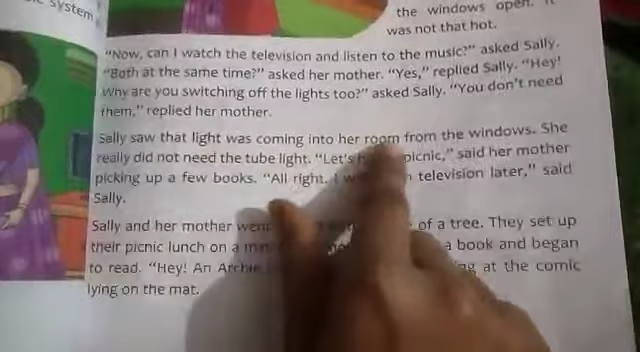 system
the windows open. It
was not that hot.
"Now, can I watch the television and listen to the music?" asked Sally.
"Both at the same time?" asked her mother. "Yes," replied Sally. "Hey!
Why are you switching off the lights too?" asked Sally. "You don't need
them," replied her mother.
Sally saw that light was coming into her room from the windows. She
really did not need the tube light. "Let's picnic," said her mother
picking up a few books. "All right. I television later," said
Sally.
Sally and her mother went of a tree. They set up
their picnic lunch on a a book and began
to read. "Hey! An Archie at the comic
lying on the mat.